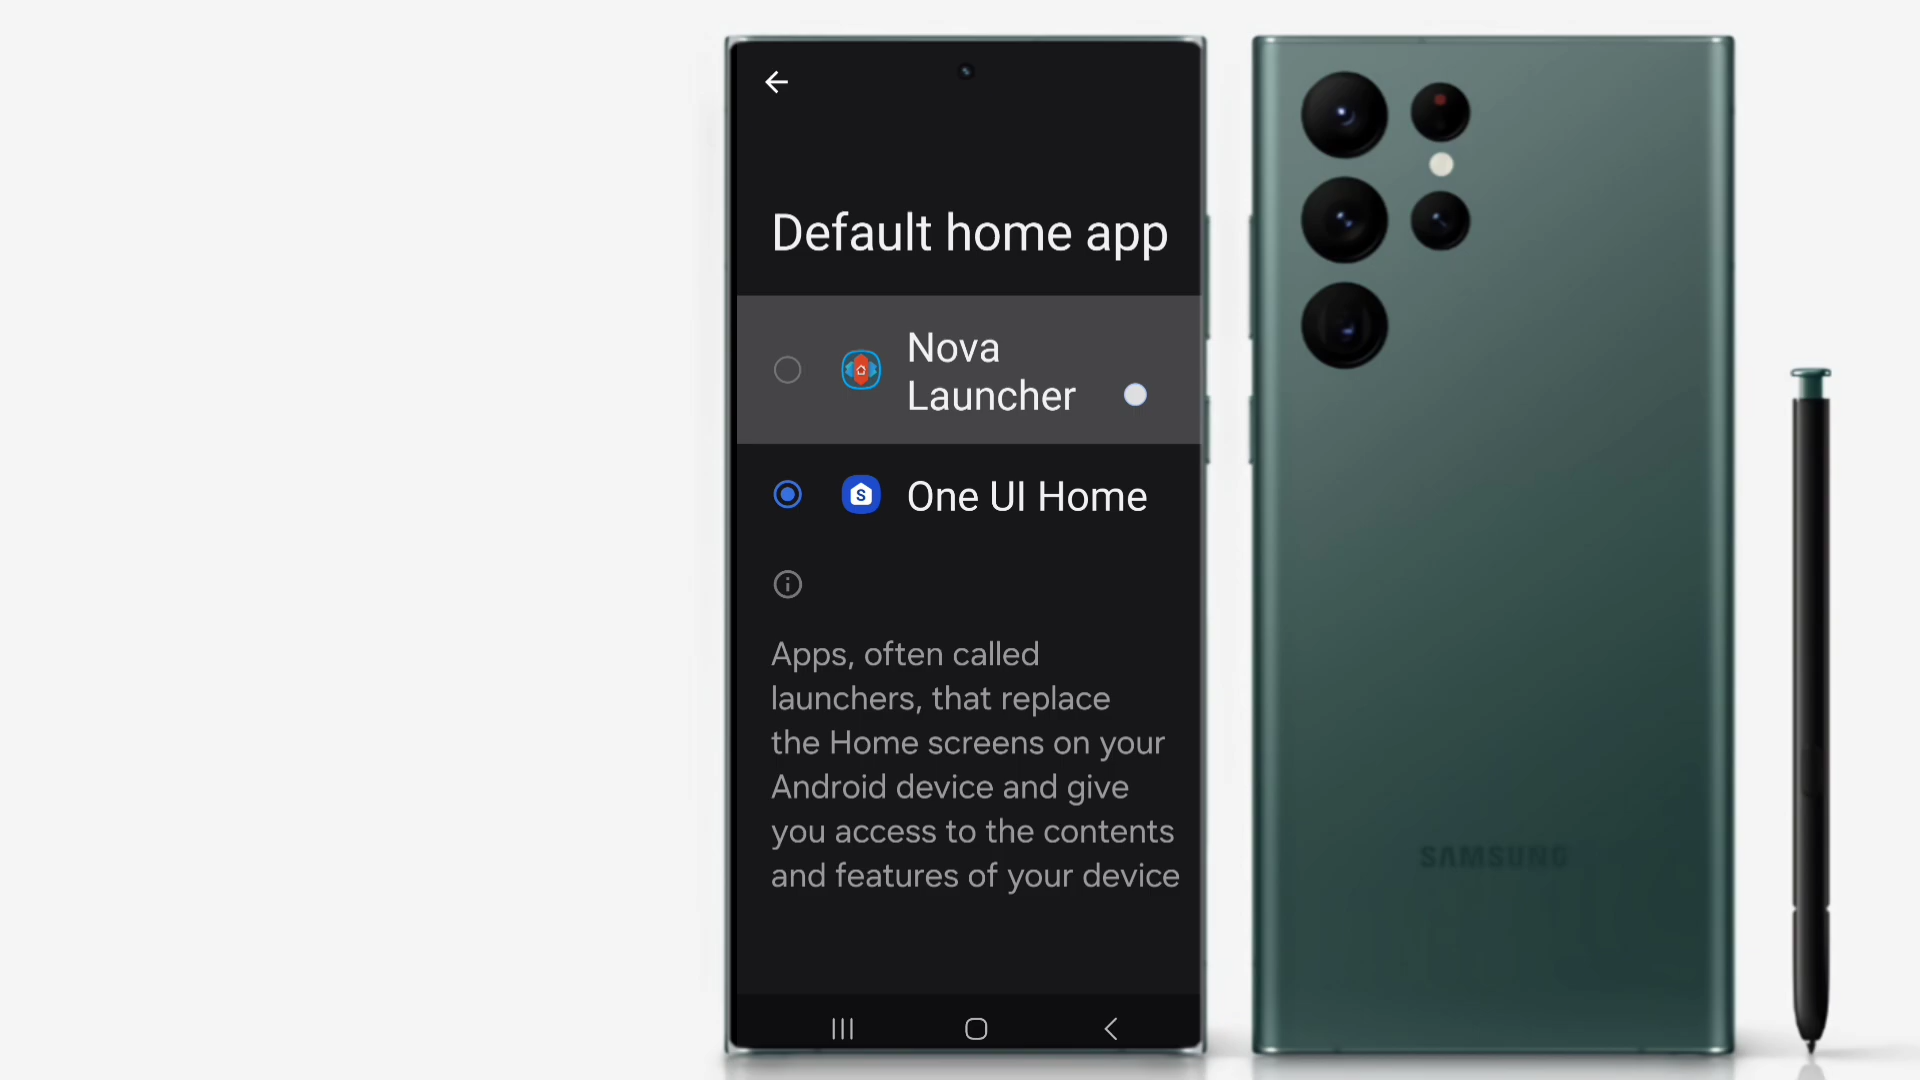 Default home app
Nova
Launcher
S
One UI Home
Apps, often called
launchers, that replace
the Home screens on your
Android device and give
you access to the contents
and features of your device
SAMSUNG